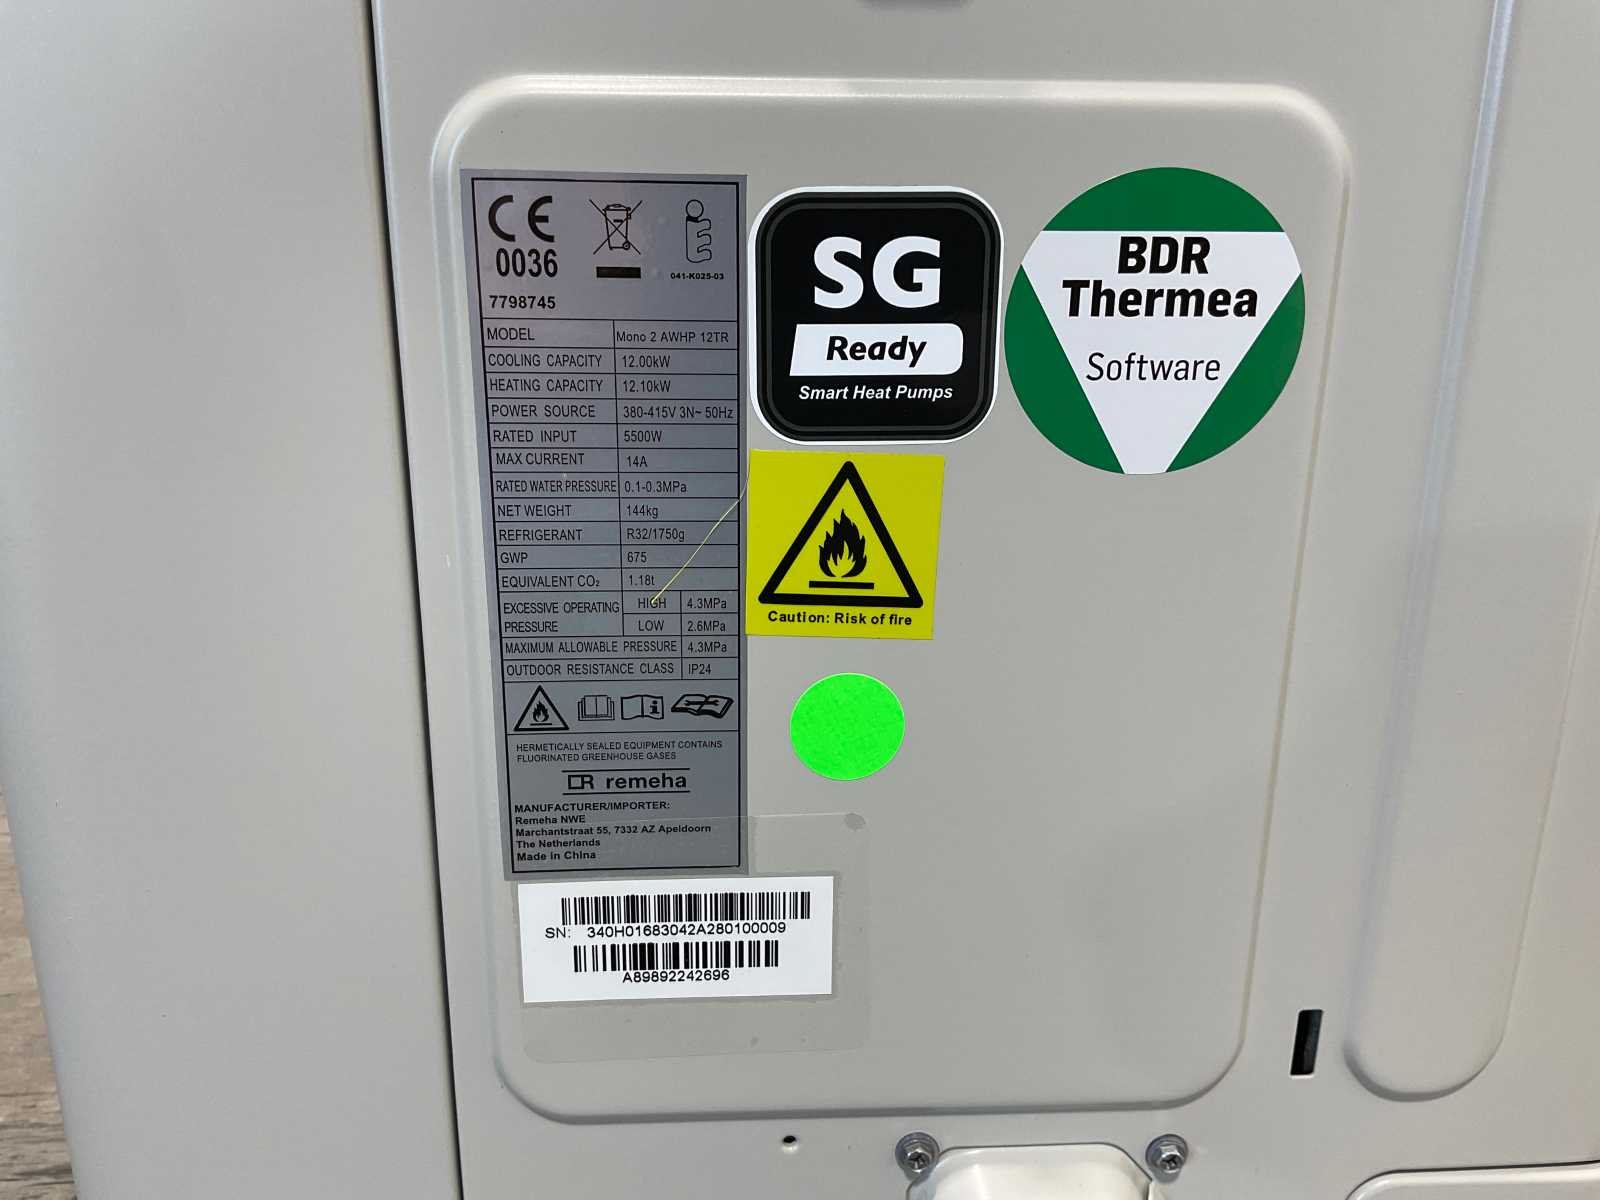 CE
0036
041-K025-03
7798745
MODEL Mono 2 AWHP 12TR
COOLING CAPACITY 12.00kW
HEATING CAPACITY 12.10kW
POWER SOURCE 380-415V 3N~ 50Hz
RATED INPUT 5500W
MAX CURRENT 14A
RATED WATER PRESSURE 0.1-0.3MPa
NET WEIGHT 144kg
REFRIGERANT R32/1750g
GWP 675
EQUIVALENT CO₂ 1.18t
EXCESSIVE OPERATING PRESSURE HIGH 4.3MPa
LOW 2.6MPa
MAXIMUM ALLOWABLE PRESSURE 4.3MPa
OUTDOOR RESISTANCE CLASS IP24
HERMETICALLY SEALED EQUIPMENT CONTAINS
FLUORINATED GREENHOUSE GASES
remeha
MANUFACTURER/IMPORTER:
Remeha NWE
Marchantstraat 55, 7332 AZ Apeldoorn
The Netherlands
Made in China
SN: 340H01683042A280100009
A89892242696
SG
Ready
Smart Heat Pumps
BDR
Thermea
Software
Caution: Risk of fire